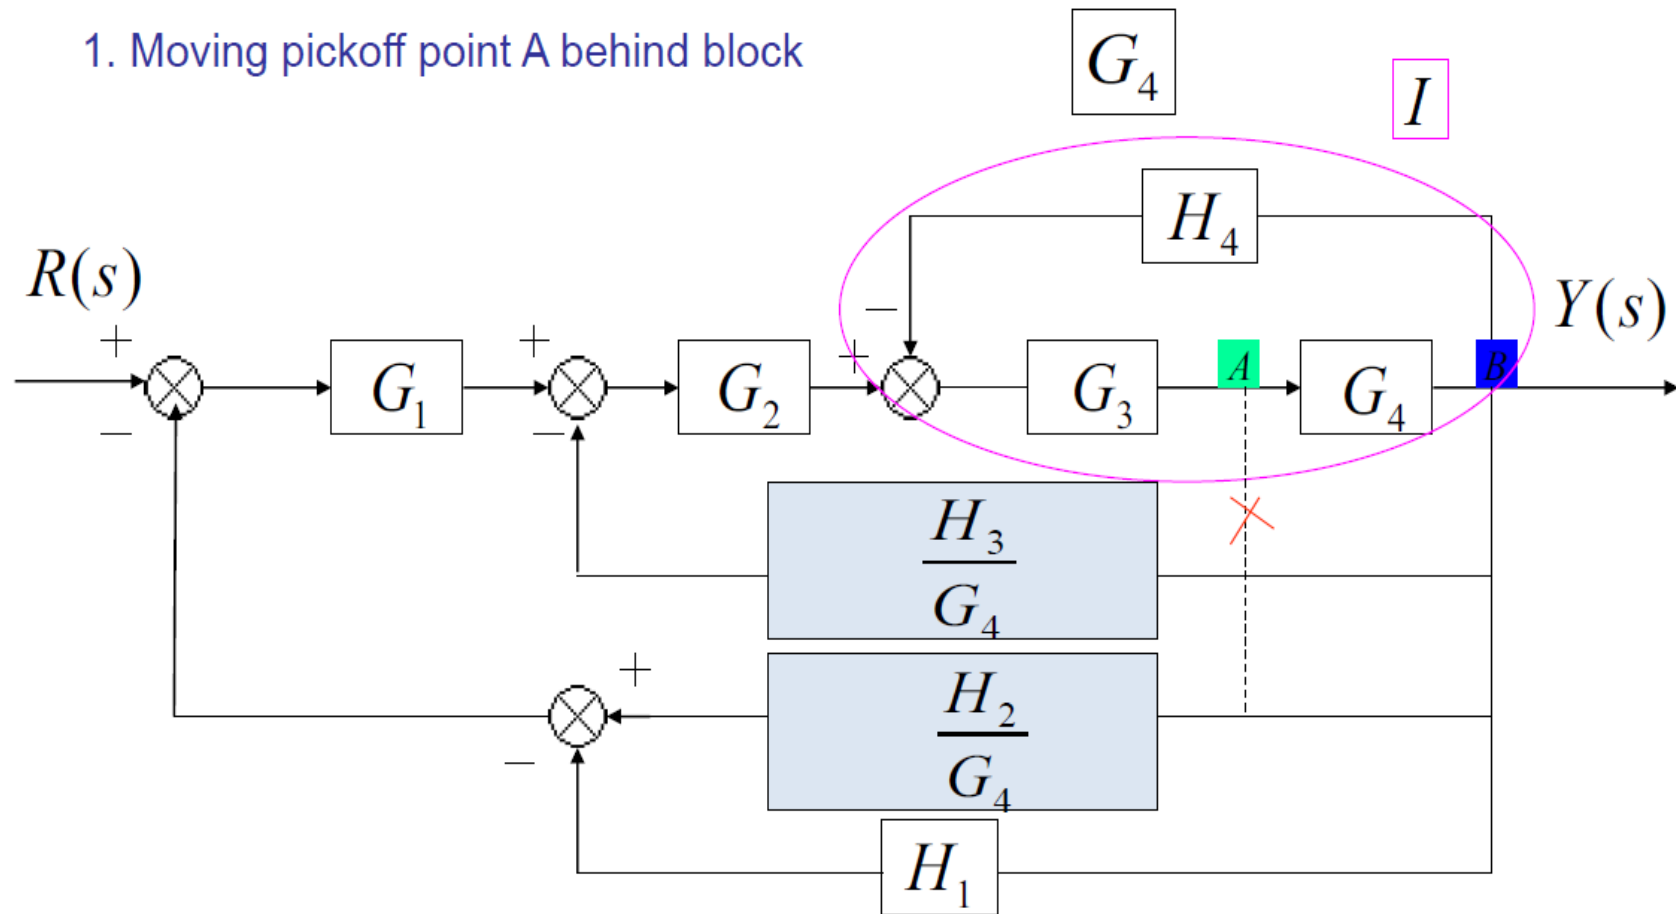 1. Moving pickoff point A behind block
G₄
I
H₄
R(s)
Y(s)
+
−
+
−
−
+
G₁
G₂
G₃
A
G₄
B
H₃
G₄
+
−
H₂
G₄
H₁